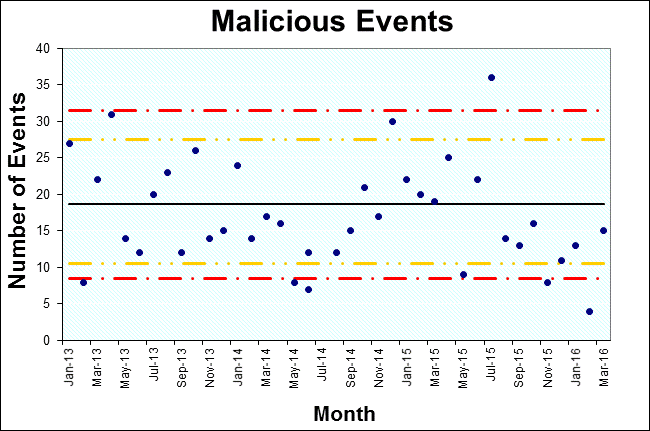 Malicious Events
Number of Events
40
35
30
25
20
15
10
5
0
Jan-13
Mar-13
May-13
Jul-13
Sep-13
Nov-13
Jan-14
Mar-14
May-14
Jul-14
Sep-14
Nov-14
Jan-15
Mar-15
May-15
Jul-15
Sep-15
Nov-15
Jan-16
Mar-16
Month